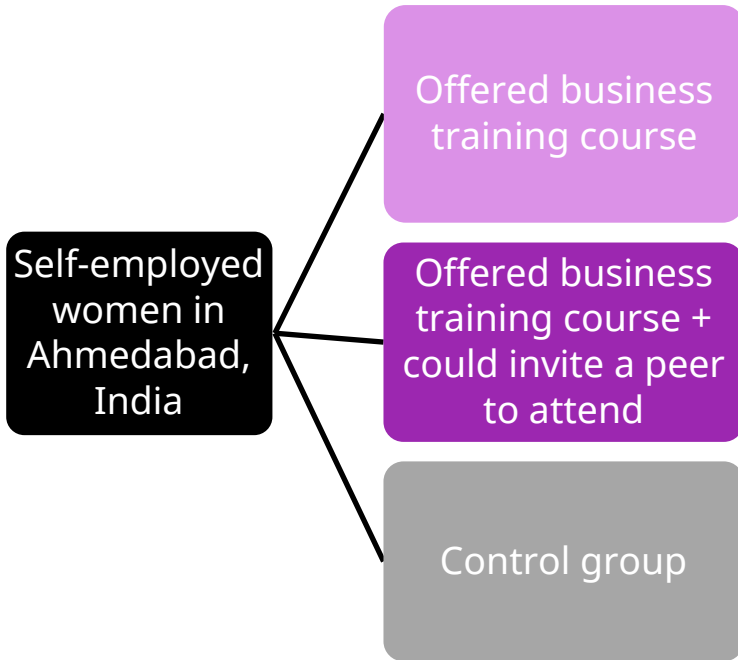 Self-employed
women in
Ahmedabad,
India
Offered business
training course
Offered business
training course +
could invite a peer
to attend
Control group